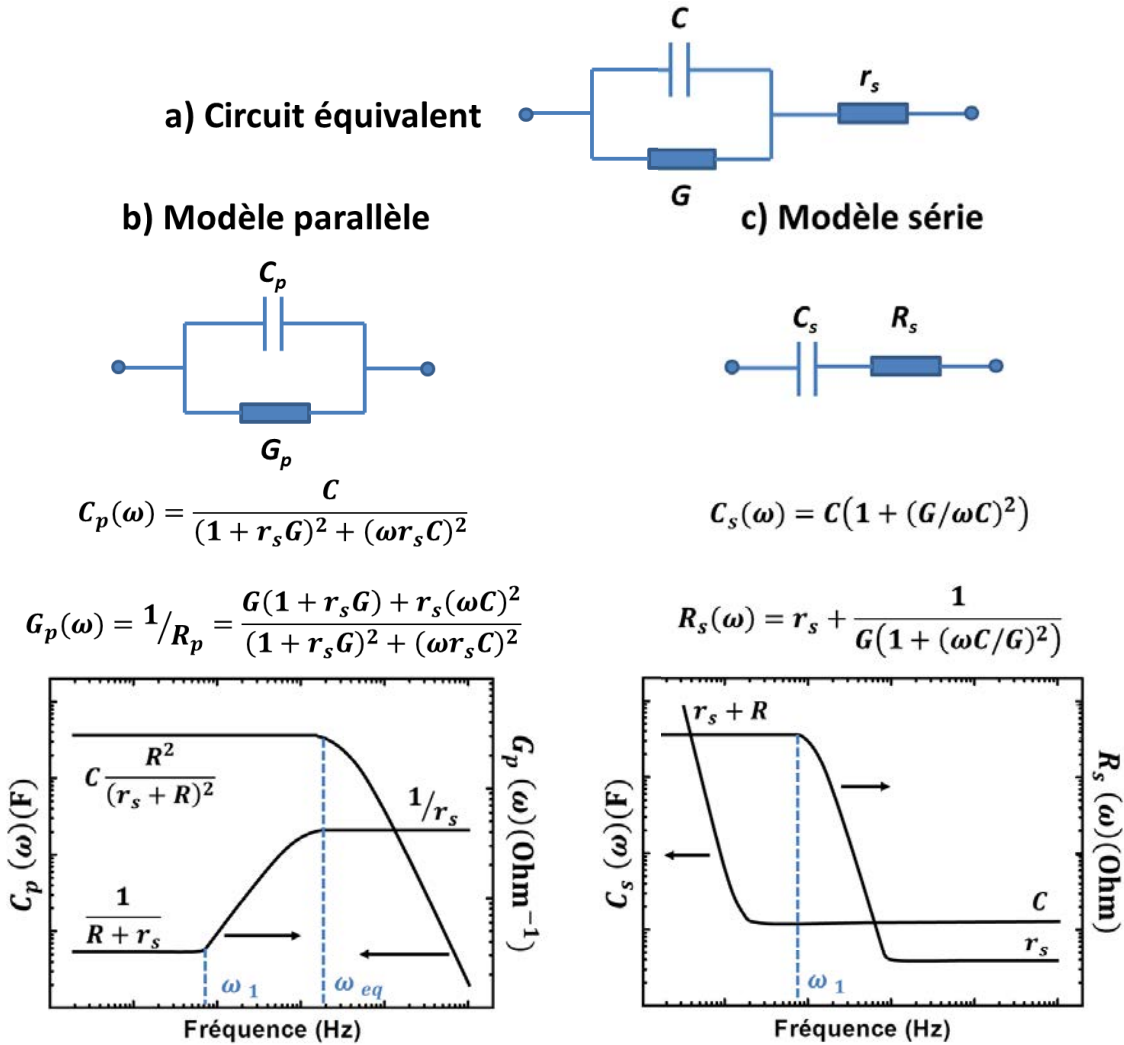 C
r_s
a) Circuit équivalent
G
b) Modèle parallèle
c) Modèle série
C_p
G_p
C_s
R_s
C_p(ω) = C / ((1 + r_sG)² + (ωr_sC)²)
C_s(ω) = C(1 + (G/ωC)²)
G_p(ω) = 1/R_p = (G(1 + r_sG) + r_s(ωC)²) / ((1 + r_sG)² + (ωr_sC)²)
R_s(ω) = r_s + 1 / (G(1 + (ωC/G)²))
C_p (ω)(F)
C R² / (r_s + R)²
1/r_s
1 / (R + r_s)
ω_1
ω_eq
G_p (ω)(Ohm⁻¹)
Fréquence (Hz)
C_s (ω)(F)
r_s + R
C
r_s
ω_1
R_s (ω)(Ohm)
Fréquence (Hz)